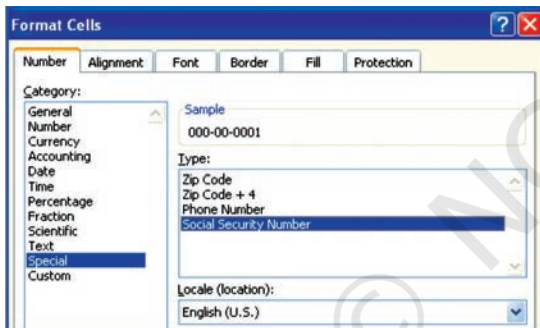 Format Cells
Number Alignment Font Border Fill Protection
Category:
General
Number
Currency
Accounting
Date
Time
Percentage
Fraction
Scientific
Text
Special
Custom
Sample
000-00-0001
Type:
Zip Code
Zip Code + 4
Phone Number
Social Security Number
Locale (location):
English (U.S.)